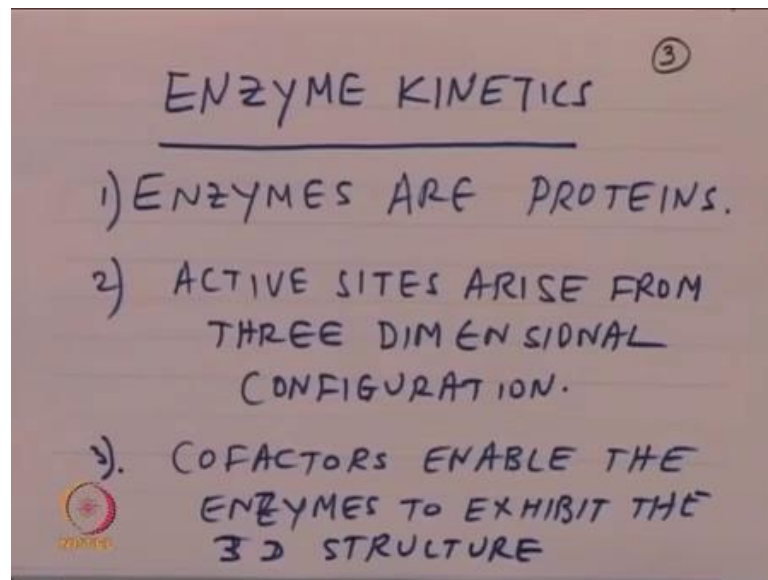 3
ENZYME KINETICS
1) ENZYMES ARE PROTEINS.
2) ACTIVE SITES ARISE FROM
THREE DIMENSIONAL
CONFIGURATION.
3). COFACTORS ENABLE THE
ENZYMES TO EXHIBIT THE
3D STRUCTURE
NPTEL